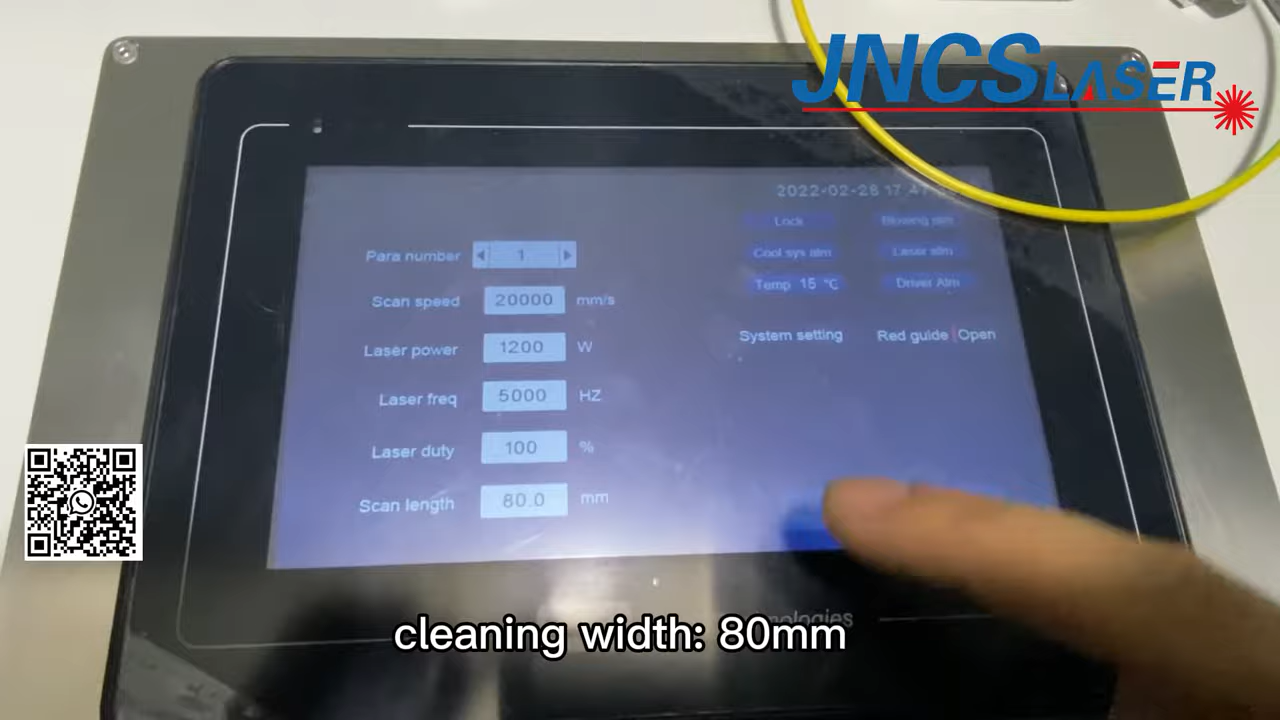 JNCS LASER
2022-02-28 17:47
Lock
Blowing alm
Para number 1
Cool sys alm
Laser alm
Scan speed 20000 mm/s
Temp 15 ℃
Driver Alm
Laser power 1200 W
System setting
Red guide Open
Laser freq 5000 HZ
Laser duty 100 %
Scan length 80.0 mm
cleaning width: 80mm